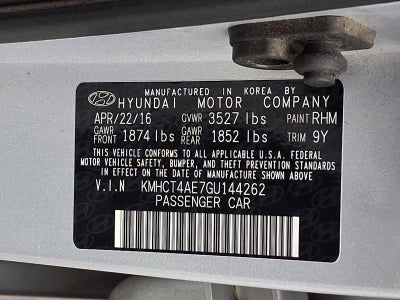 MANUFACTURED IN KOREA BY
HYUNDAI MOTOR COMPANY
APR/22/16 GVWR 3527 lbs PAINT RHM
GAWR FRONT 1874 lbs GAWR REAR 1852 lbs TRIM 9Y
THIS VEHICLE CONFORMS TO ALL APPLICABLE U.S.A. FEDERAL
MOTOR VEHICLE SAFETY, BUMPER, AND THEFT PREVENTION STANDARDS
IN EFFECT ON THE DATE OF MANUFACTURE SHOWN ABOVE.
V.I.N KMHCT4AE7GU144262
PASSENGER CAR